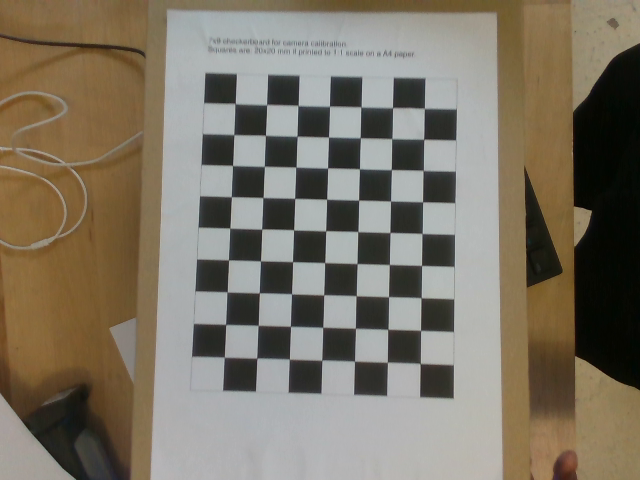 7x9 checkerboard for camera calibration.
Squares are 20x20 mm if printed to 1:1 scale on a A4 paper.